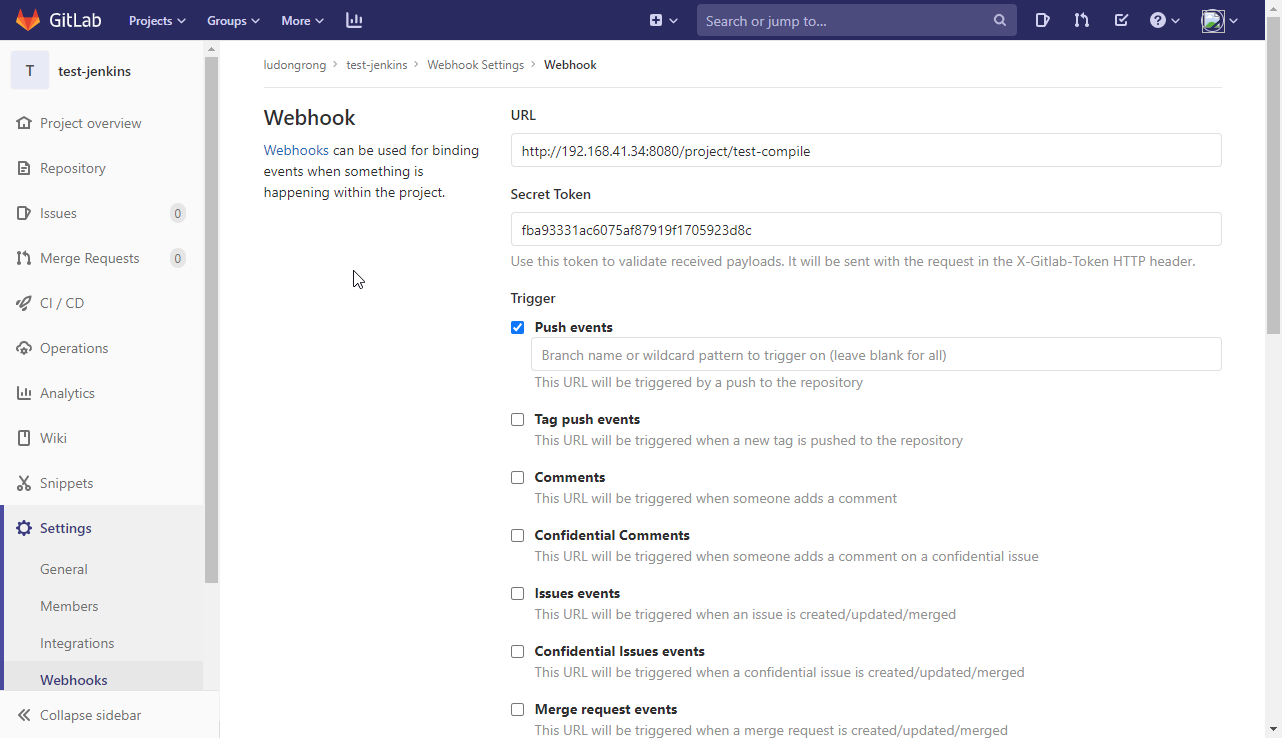 GitLab Projects Groups More Search or jump to...
T test-jenkins
Project overview
Repository
Issues 0
Merge Requests 0
CI / CD
Operations
Analytics
Wiki
Snippets
Settings
General
Members
Integrations
Webhooks
Collapse sidebar
ludongrong > test-jenkins > Webhook Settings > Webhook
Webhook
Webhooks can be used for binding
events when something is
happening within the project.
URL
http://192.168.41.34:8080/project/test-compile
Secret Token
fba93331ac6075af87919f1705923d8c
Use this token to validate received payloads. It will be sent with the request in the X-Gitlab-Token HTTP header.
Trigger
Push events
Branch name or wildcard pattern to trigger on (leave blank for all)
This URL will be triggered by a push to the repository
Tag push events
This URL will be triggered when a new tag is pushed to the repository
Comments
This URL will be triggered when someone adds a comment
Confidential Comments
This URL will be triggered when someone adds a comment on a confidential issue
Issues events
This URL will be triggered when an issue is created/updated/merged
Confidential Issues events
This URL will be triggered when a confidential issue is created/updated/merged
Merge request events
This URL will be triggered when a merge request is created/updated/merged